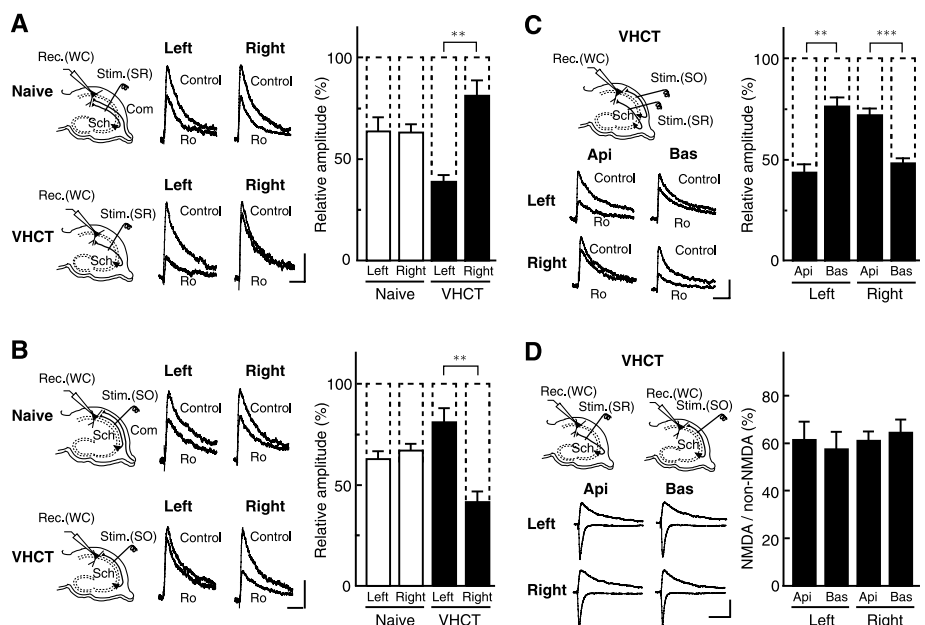 A
Left Right
Rec.(WC)
Stim.(SR)
Naive
Com
Sch
Control
Control
Ro
Ro
Left Right
Rec.(WC)
Stim.(SR)
VHCT
Sch
Control
Control
Ro
Ro
**
100
50
0
Relative amplitude (%)
Left Right Left Right
Naive VHCT
B
Left Right
Rec.(WC)
Stim.(SO)
Naive
Com
Sch
Control
Control
Ro
Ro
Left Right
Rec.(WC)
Stim.(SO)
VHCT
Sch
Control
Control
Ro
Ro
**
100
50
0
Relative amplitude (%)
Left Right Left Right
Naive VHCT
C
VHCT
Rec.(WC)
Stim.(SO)
Sch
Stim.(SR)
Api Bas
Left
Control
Control
Ro
Ro
Right
Control
Control
Ro
Ro
** ***
100
50
0
Relative amplitude (%)
Api Bas Api Bas
Left Right
D
VHCT
Rec.(WC)
Stim.(SR)
Sch
Rec.(WC)
Stim.(SO)
Sch
Api Bas
Left
Right
80
60
40
20
0
NMDA / non-NMDA (%)
Api Bas Api Bas
Left Right